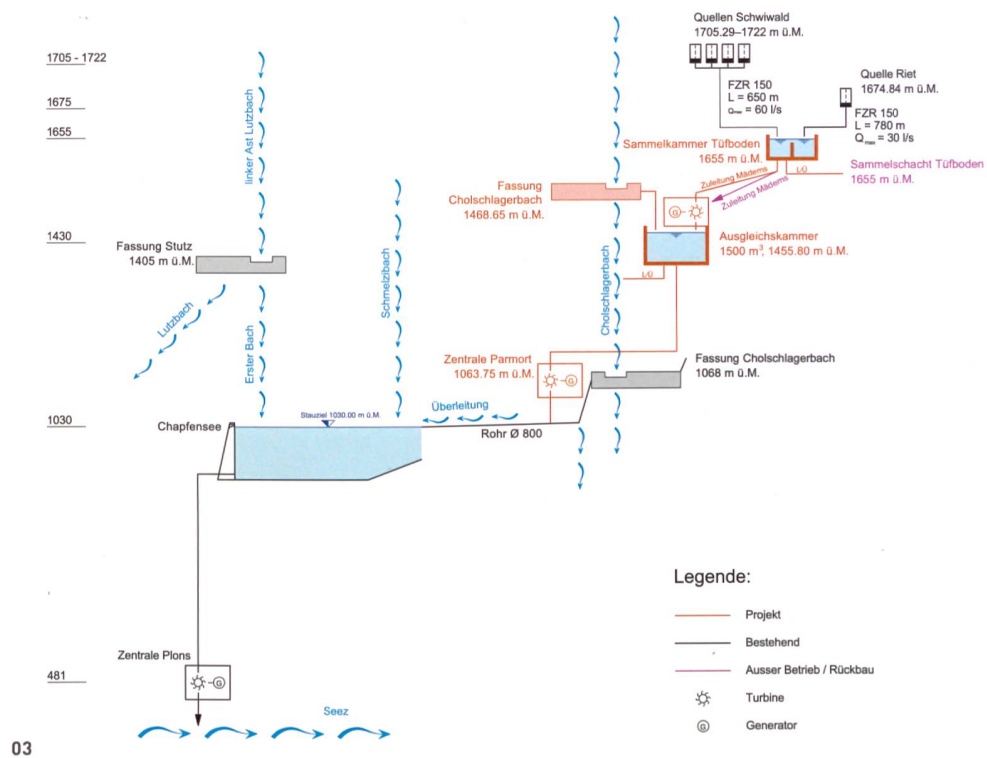 Quellen Schwiwald
1705.29–1722 m ü.M.
1705 - 1722
Quelle Riet
1674.84 m ü.M.
FZR 150
L = 650 m
Qmax = 60 l/s
1675
FZR 150
L = 780 m
Qmax = 30 l/s
1655
linker Ast Lutzbach
Sammelkammer Tüfboden
1655 m ü.M.
Sammelschacht Tüfboden
1655 m ü.M.
L/Ü
Zuleitung Mädems
Zuleitung Mädems
Fassung
Cholschlagerbach
1468.65 m ü.M.
G
1430
Ausgleichskammer
1500 m³, 1455.80 m ü.M.
Fassung Stutz
1405 m ü.M.
L/Ü
Schmelzibach
Cholschlagerbach
Lutzbach
Erster Bach
Zentrale Parmort
1063.75 m ü.M.
G
Fassung Cholschlagerbach
1068 m ü.M.
Überleitung
1030
Chapfensee
Stauziel 1030.00 m ü.M.
Rohr Ø 800
Legende:
Projekt
Bestehend
Ausser Betrieb / Rückbau
Turbine
G
Generator
Zentrale Plons
481
G
Seez
03